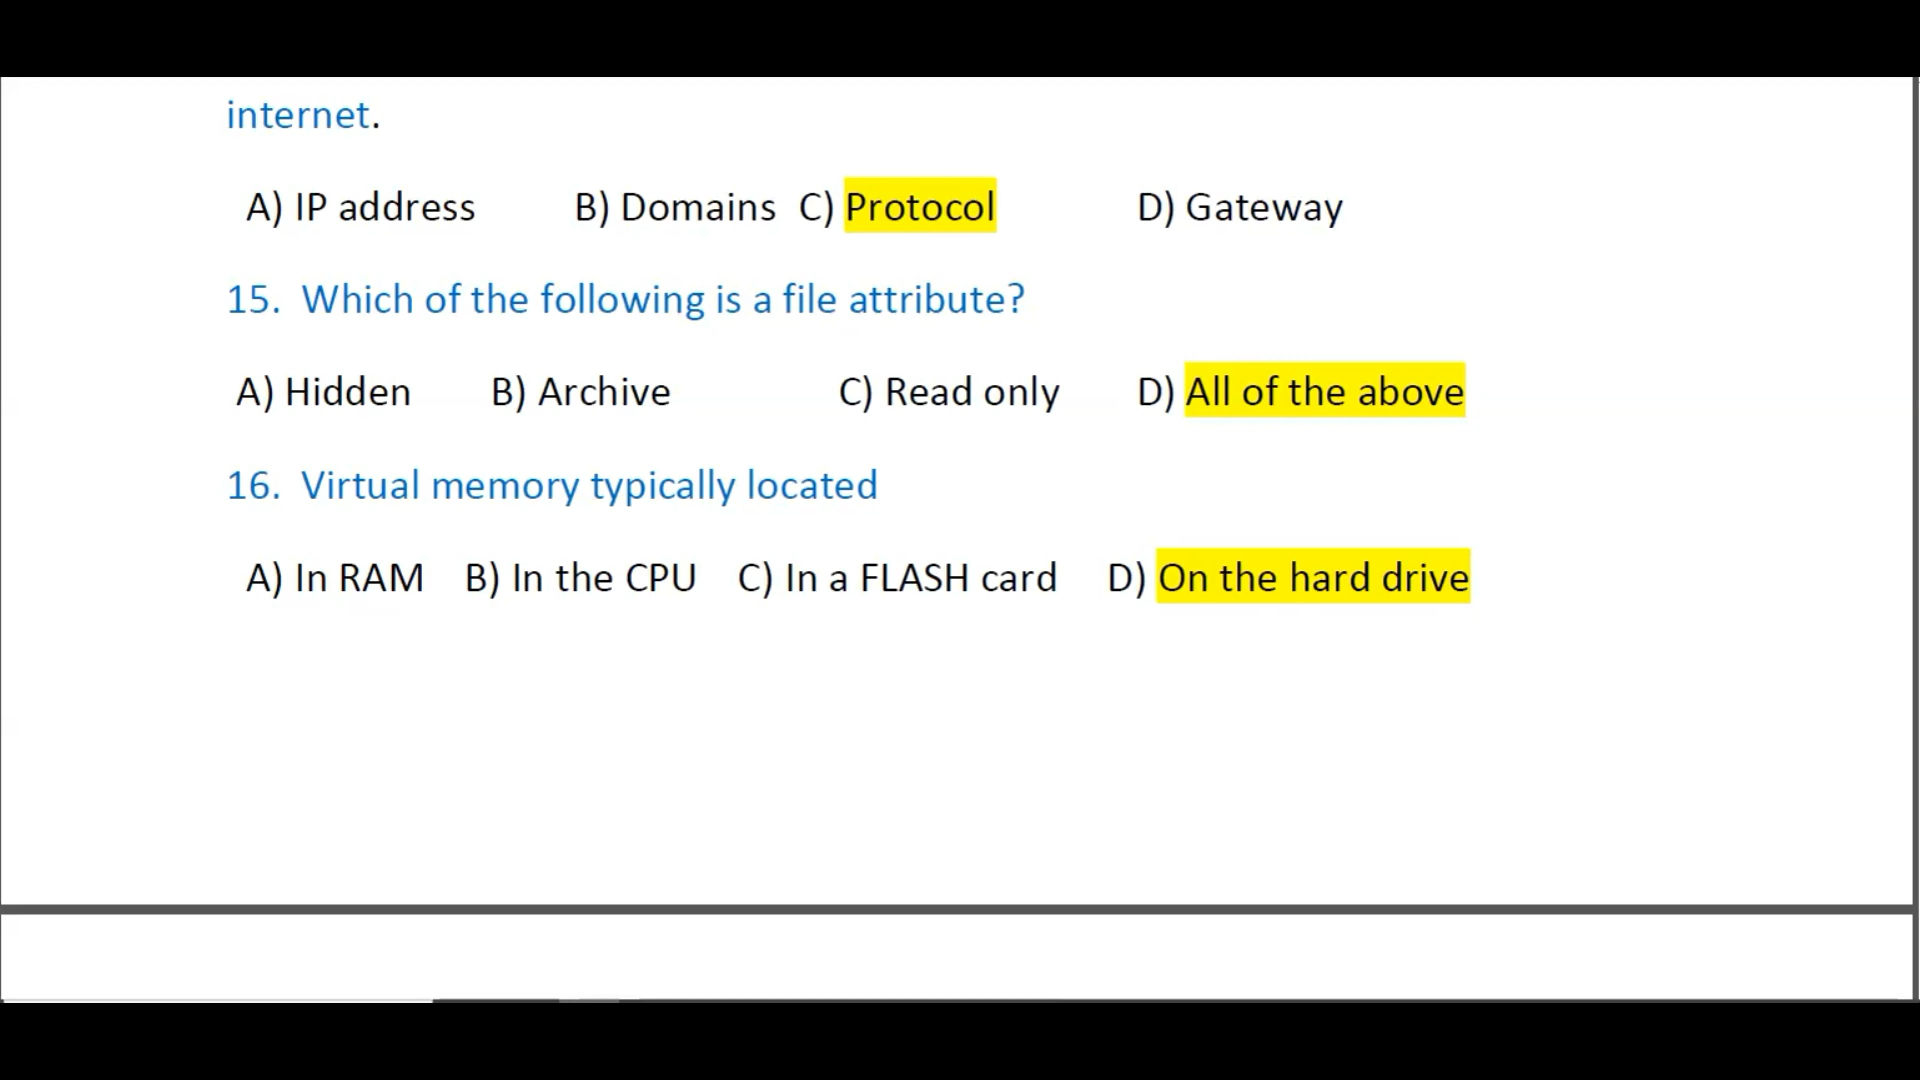 internet.
A) IP address B) Domains C) Protocol D) Gateway
15. Which of the following is a file attribute?
A) Hidden B) Archive C) Read only D) All of the above
16. Virtual memory typically located
A) In RAM B) In the CPU C) In a FLASH card D) On the hard drive